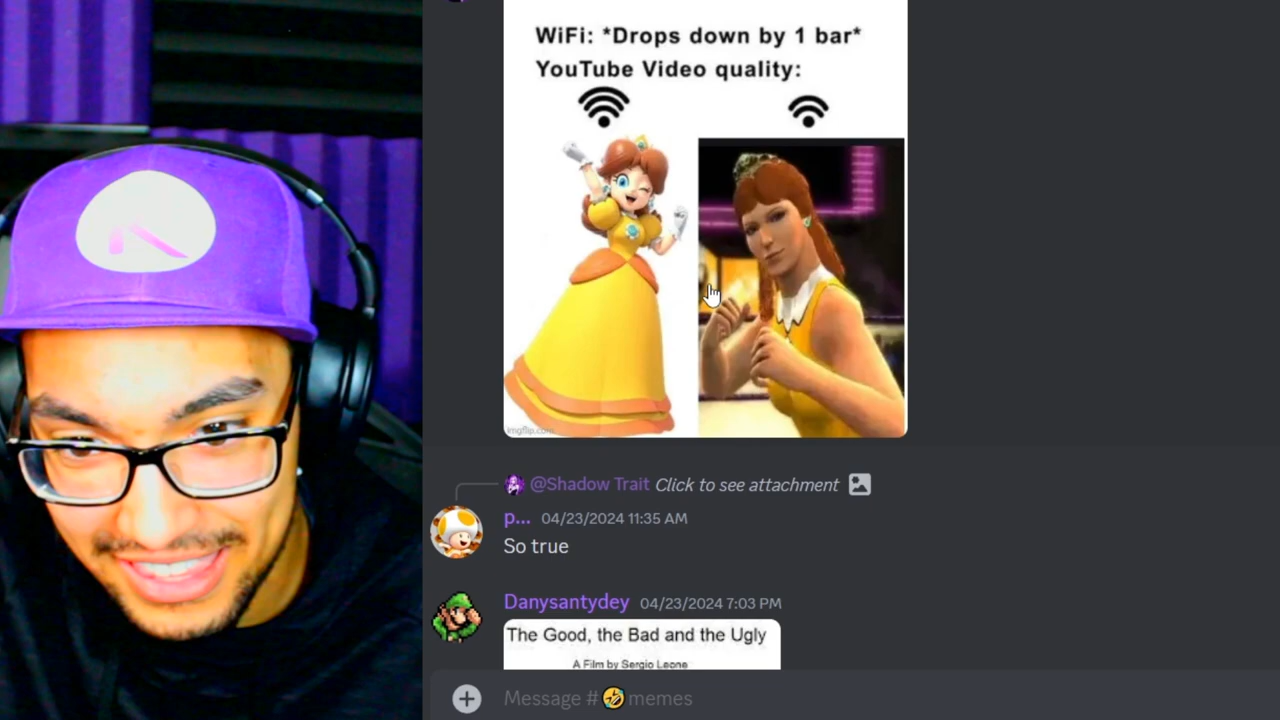 WiFi: *Drops down by 1 bar*
YouTube Video quality:
imgflip.com
@Shadow Trait Click to see attachment
p... 04/23/2024 11:35 AM
So true
Danysantydey 04/23/2024 7:03 PM
The Good, the Bad and the Ugly
A Film by Sergio Leone
Message # 🤣 memes